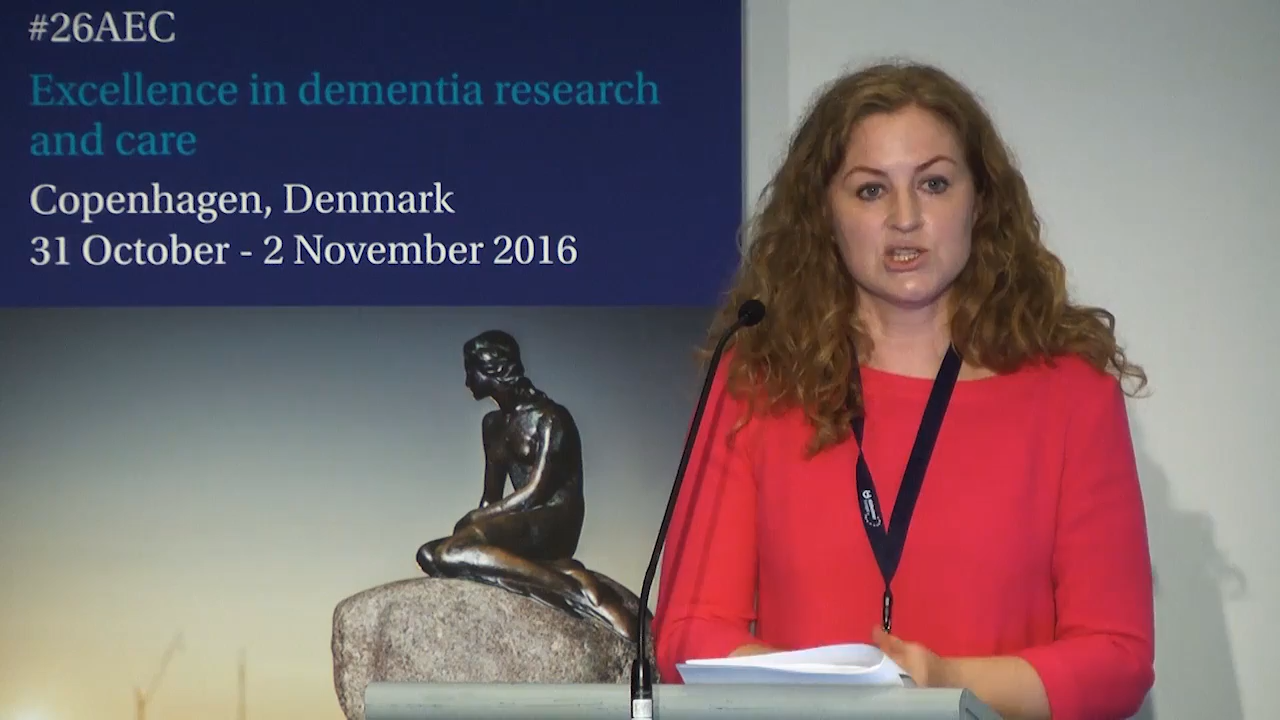 #26AEC
Excellence in dementia research
and care
Copenhagen, Denmark
31 October - 2 November 2016